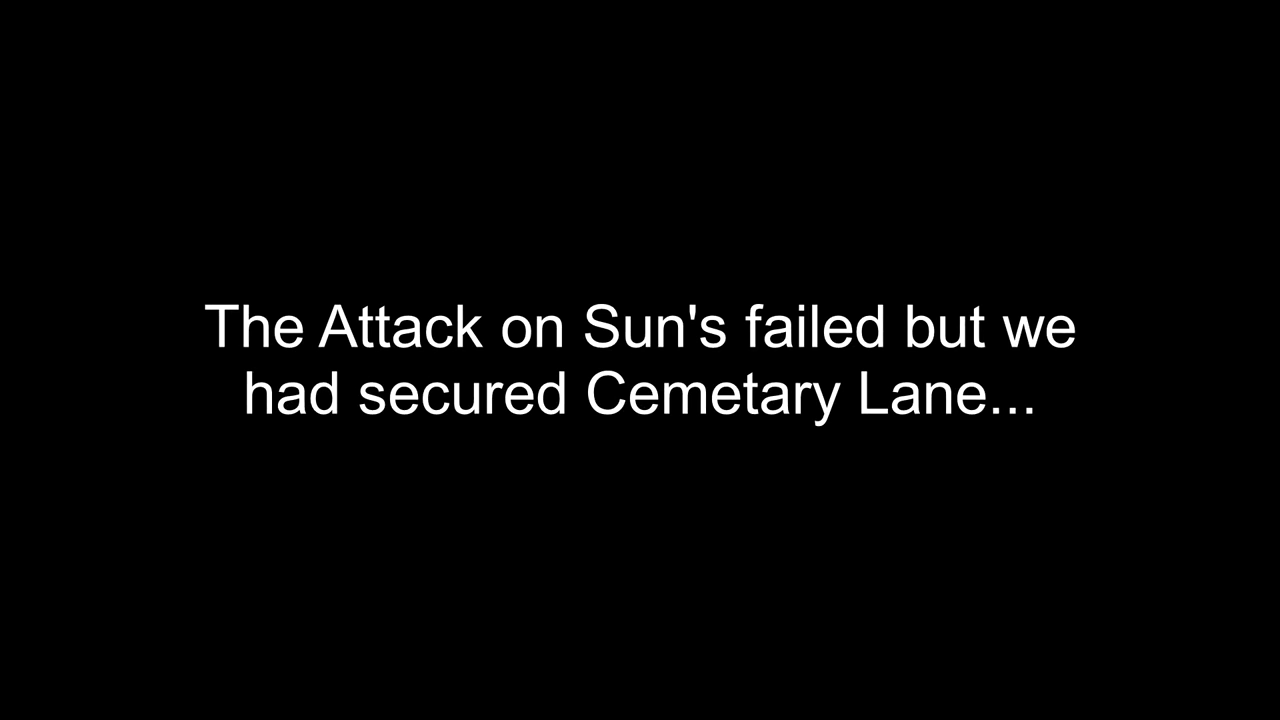 The Attack on Sun's failed but we
had secured Cemetary Lane...